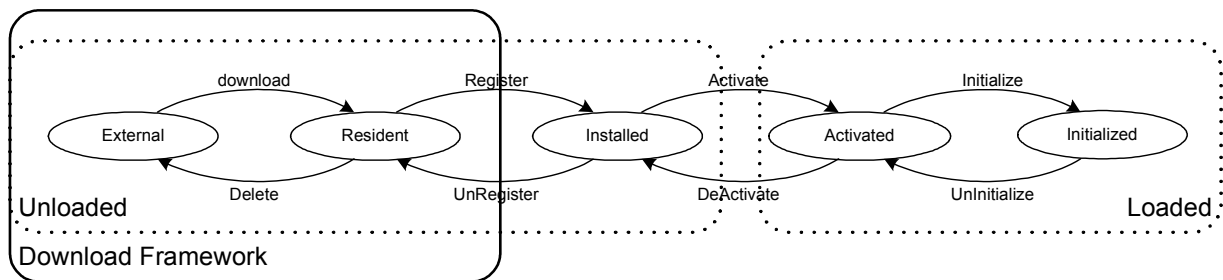 download
Register
Activate
Initialize
External
Resident
Installed
Activated
Initialized
Delete
UnRegister
DeActivate
UnInitialize
Unloaded
Loaded
Download Framework